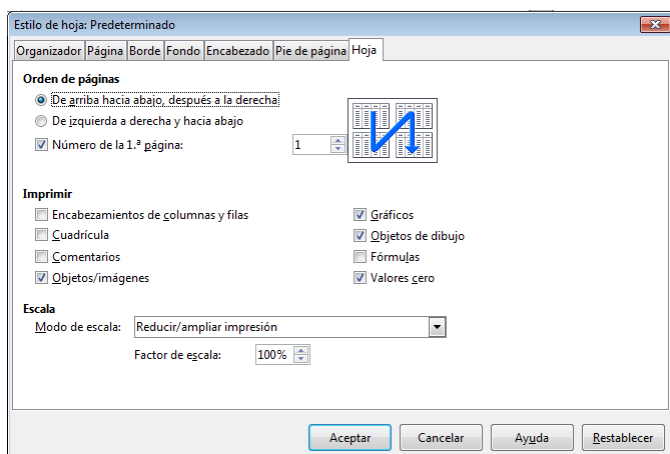 Estilo de hoja: Predeterminado
Organizador Página Borde Fondo Encabezado Pie de página Hoja
Orden de páginas
De arriba hacia abajo, después a la derecha
De izquierda a derecha y hacia abajo
Número de la 1.ª página: 1
Imprimir
Encabezamientos de columnas y filas Gráficos
Cuadrícula Objetos de dibujo
Comentarios Fórmulas
Objetos/imágenes Valores cero
Escala
Modo de escala: Reducir/ampliar impresión
Factor de escala: 100%
Aceptar Cancelar Ayuda Restablecer